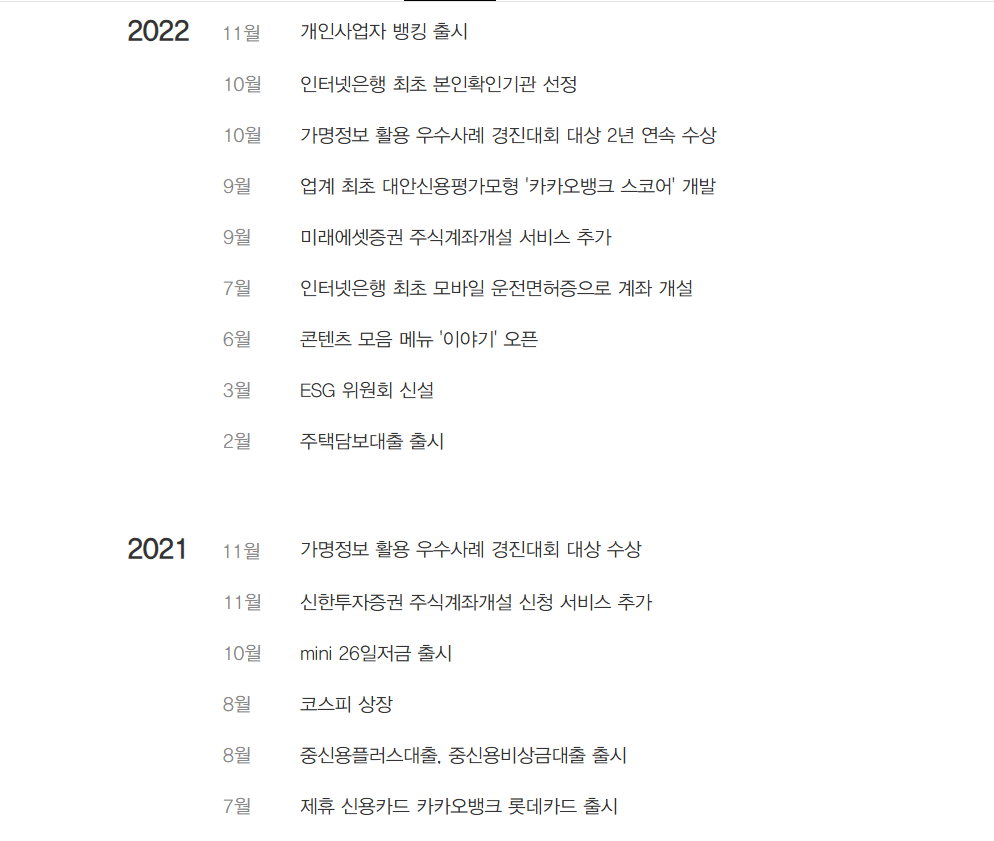 2022 11월 개인사업자 뱅킹 출시
10월 인터넷은행 최초 본인확인기관 선정
10월 가명정보 활용 우수사례 경진대회 대상 2년 연속 수상
9월 업계 최초 대안신용평가모형 '카카오뱅크 스코어' 개발
9월 미래에셋증권 주식계좌개설 서비스 추가
7월 인터넷은행 최초 모바일 운전면허증으로 계좌 개설
6월 콘텐츠 모음 메뉴 '이야기' 오픈
3월 ESG 위원회 신설
2월 주택담보대출 출시
2021 11월 가명정보 활용 우수사례 경진대회 대상 수상
11월 신한투자증권 주식계좌개설 신청 서비스 추가
10월 mini 26일저금 출시
8월 코스피 상장
8월 중신용플러스대출, 중신용비상금대출 출시
7월 제휴 신용카드 카카오뱅크 롯데카드 출시